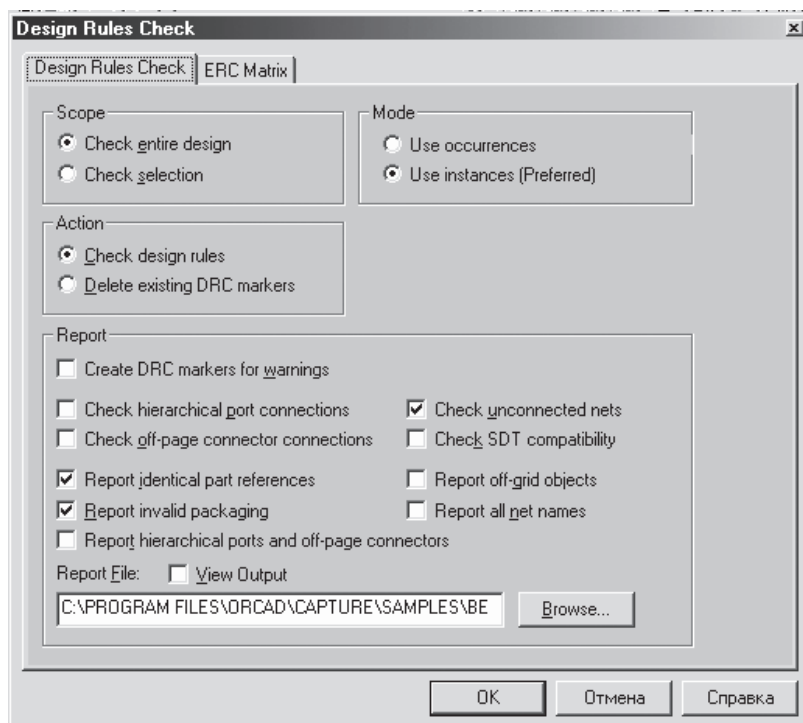 Design Rules Check
Design Rules Check
ERC Matrix
Scope
Check entire design
Check selection
Mode
Use occurrences
Use instances (Preferred)
Action
Check design rules
Delete existing DRC markers
Report
Create DRC markers for warnings
Check hierarchical port connections
Check unconnected nets
Check off-page connector connections
Check SDT compatibility
Report identical part references
Report off-grid objects
Report invalid packaging
Report all net names
Report hierarchical ports and off-page connectors
Report File:
View Output
C:\PROGRAM FILES\ORCAD\CAPTURE\SAMPLES\BE
Browse...
OK
Отмена
Справка